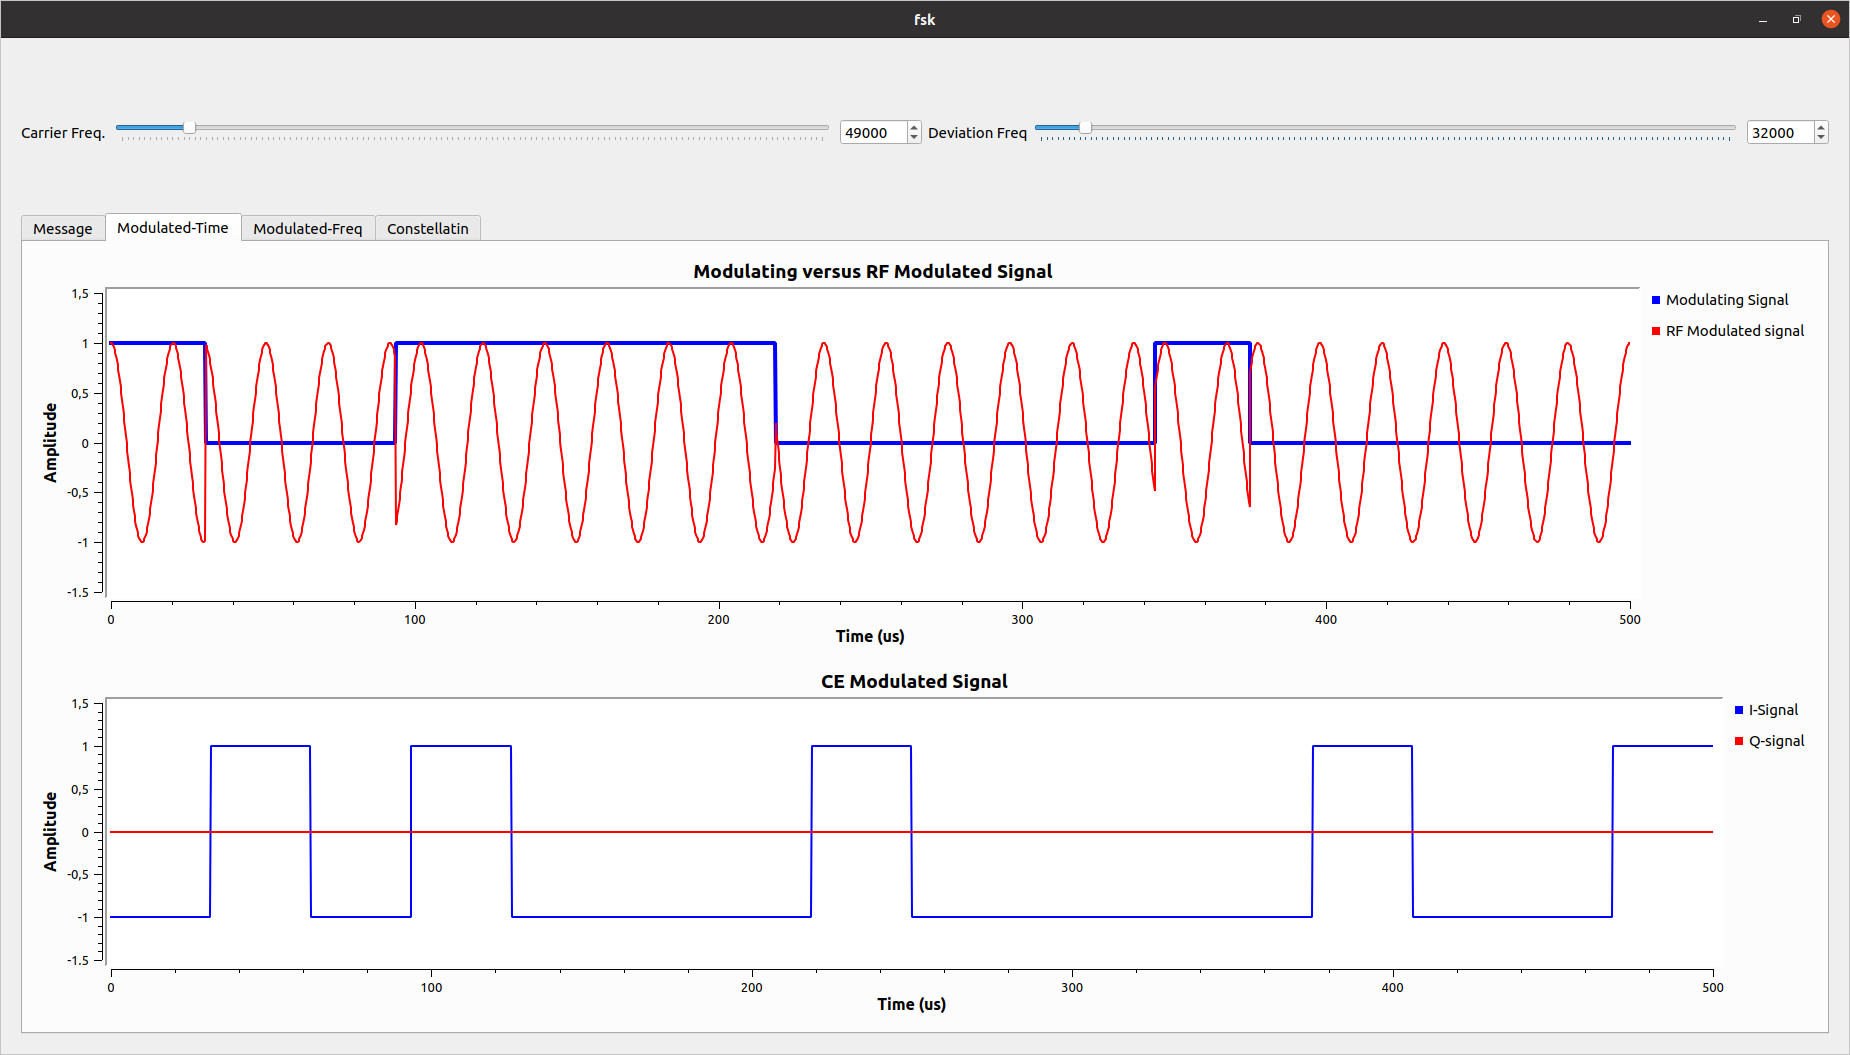 fsk
Carrier Freq.
49000
Deviation Freq
32000
Message
Modulated-Time
Modulated-Freq
Constellatin
Modulating versus RF Modulated Signal
1,5
1
0,5
0
-0,5
-1
-1.5
Amplitude
0
100
200
300
400
500
Time (us)
Modulating Signal
RF Modulated signal
CE Modulated Signal
1,5
1
0,5
0
-0,5
-1
-1.5
Amplitude
0
100
200
300
400
500
Time (us)
I-Signal
Q-signal